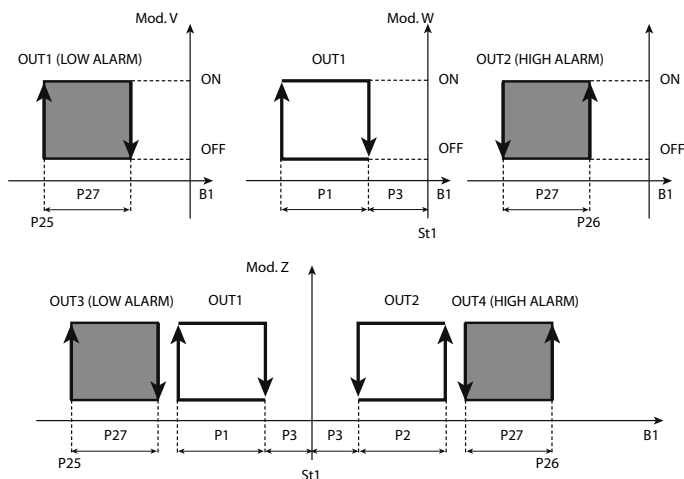 Mod. V
Mod. W
OUT1 (LOW ALARM)
OUT1
OUT2 (HIGH ALARM)
ON
ON
ON
OFF
OFF
OFF
P27
B1
P1
P3
B1
P27
B1
P25
St1
P26
Mod. Z
OUT3 (LOW ALARM)
OUT1
OUT2
OUT4 (HIGH ALARM)
P27
P1
P3
P3
P2
P27
B1
P25
St1
P26